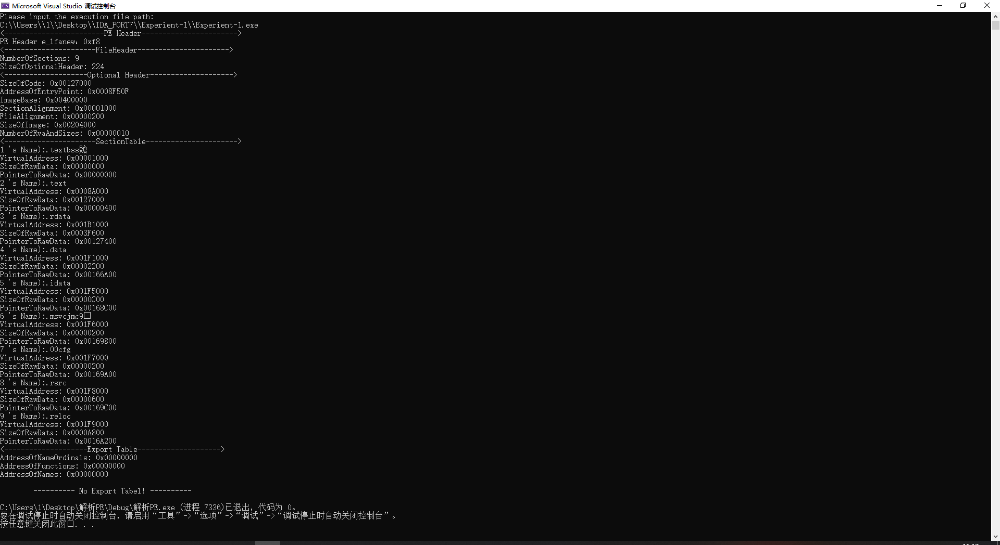 Microsoft Visual Studio 调试控制台
Please input the execution file path:
C:\\Users\\1\\Desktop\\IDA_PORT7\\Experient-1\\Experient-1.exe
<------------------------PE Header----------------------->
PE Header e_lfanew: 0xf8
<----------------------FileHeader---------------------->
NumberOfSections: 9
SizeOfOptionalHeader: 224
<--------------------Optional Header-------------------->
SizeOfCode: 0x00127000
AddressOfEntryPoint: 0x0008F50F
ImageBase: 0x00400000
SectionAlignment: 0x00001000
FileAlignment: 0x00000200
SizeOfImage: 0x00204000
NumberOfRvaAndSizes: 0x00000010
<----------------------SectionTable---------------------->
1 's Name):.textbss
VirtualAddress: 0x00001000
SizeOfRawData: 0x00000000
PointerToRawData: 0x00000000
2 's Name):.text
VirtualAddress: 0x0008A000
SizeOfRawData: 0x00127000
PointerToRawData: 0x00000400
3 's Name):.rdata
VirtualAddress: 0x001B1000
SizeOfRawData: 0x0003F600
PointerToRawData: 0x00127400
4 's Name):.data
VirtualAddress: 0x001F1000
SizeOfRawData: 0x00002200
PointerToRawData: 0x00166A00
5 's Name):.idata
VirtualAddress: 0x001F5000
SizeOfRawData: 0x00000C00
PointerToRawData: 0x00168C00
6 's Name):.msvcjmc9□
VirtualAddress: 0x001F6000
SizeOfRawData: 0x00000200
PointerToRawData: 0x00169800
7 's Name):.00cfg
VirtualAddress: 0x001F7000
SizeOfRawData: 0x00000200
PointerToRawData: 0x00169A00
8 's Name):.rsrc
VirtualAddress: 0x001F8000
SizeOfRawData: 0x00000600
PointerToRawData: 0x00169C00
9 's Name):.reloc
VirtualAddress: 0x001F9000
SizeOfRawData: 0x0000A800
PointerToRawData: 0x0016A200
<--------------------Export Table-------------------->
AddressOfNameOrdinals: 0x00000000
AddressOfFunctions: 0x00000000
AddressOfNames: 0x00000000
---------- No Export Tabel! ----------
C:\Users\1\Desktop\解析PE\Debug\解析PE.exe (进程 7336)已退出，代码为 0。
要在调试停止时自动关闭控制台，请启用“工具”->“选项”->“调试”->“调试停止时自动关闭控制台”。
按任意键关闭此窗口. . .